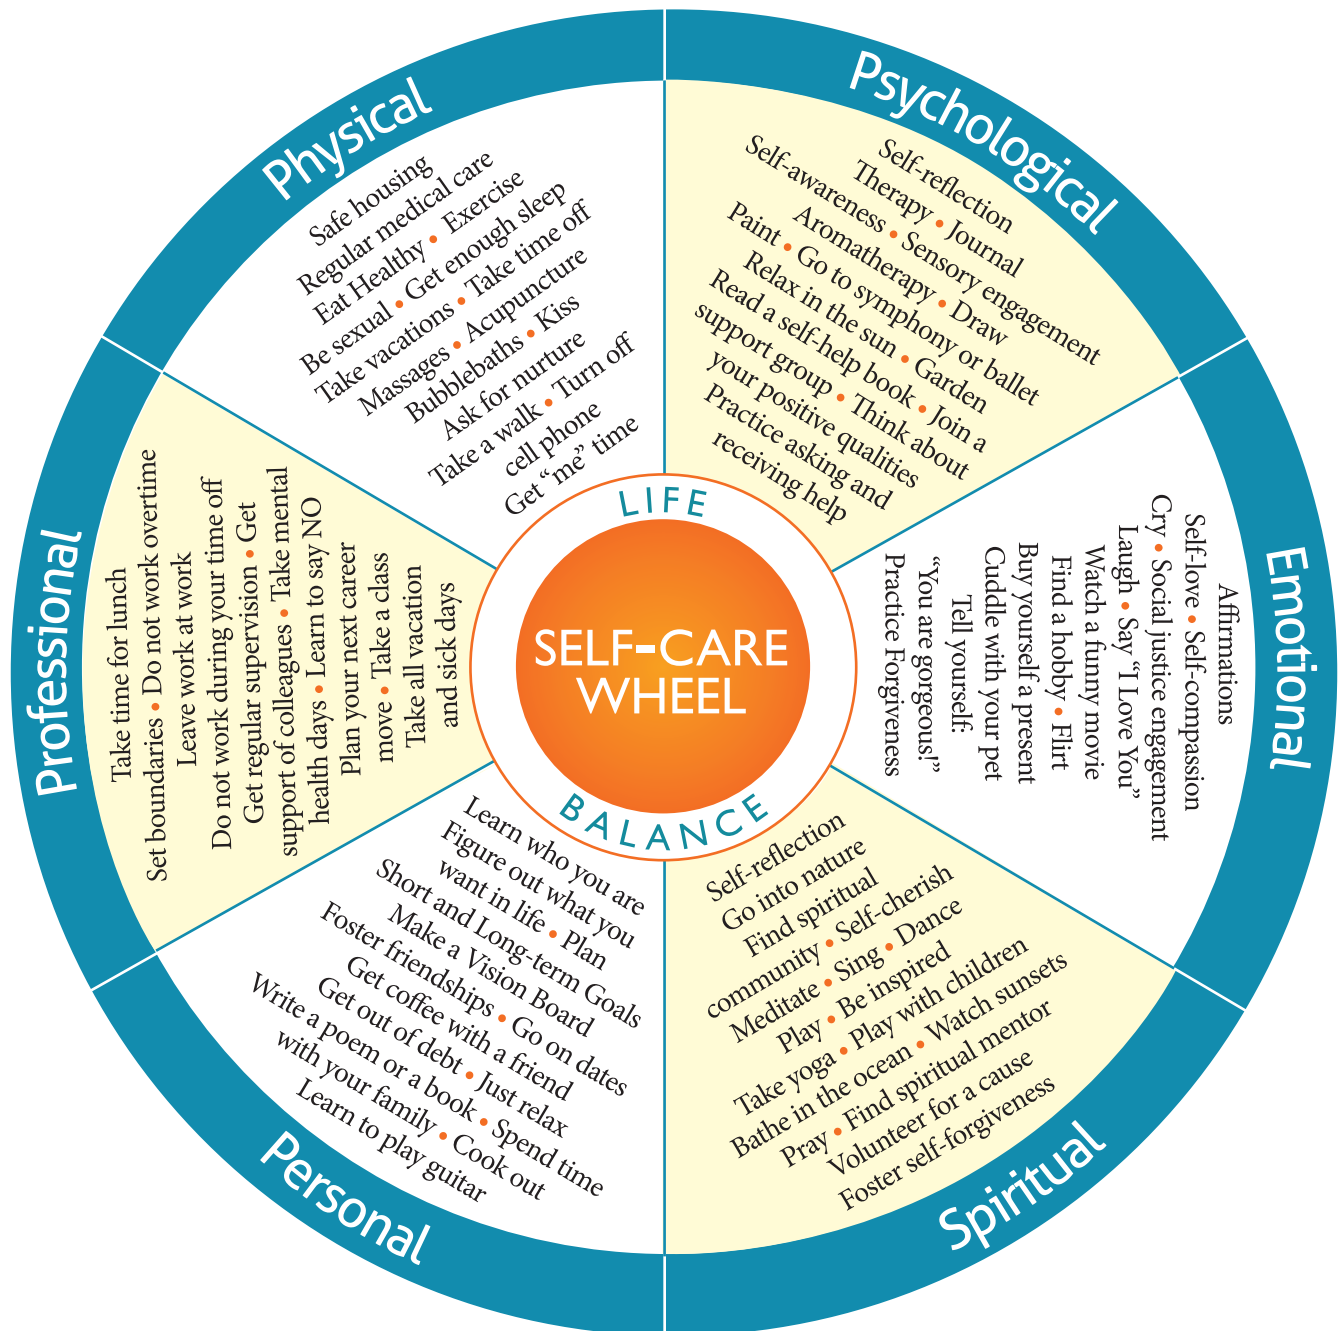 Physical
Safe housing
Regular medical care
Eat Healthy • Exercise
Be sexual • Get enough sleep
Take vacations • Take time off
Massages • Acupuncture
Bubblebaths • Kiss
Ask for nurture
Take a walk • Turn off
cell phone
Get “me” time
Psychological
Self-reflection
Therapy • Journal
Self-awareness • Sensory engagement
Aromatherapy • Draw
Paint • Go to symphony or ballet
Relax in the sun • Garden
Read a self-help book • Join a
support group • Think about
your positive qualities
Practice asking and
receiving help
Emotional
Affirmations
Self-love • Self-compassion
Cry • Social justice engagement
Laugh • Say “I Love You”
Watch a funny movie
Find a hobby • Flirt
Buy yourself a present
Cuddle with your pet
Tell yourself:
“You are gorgeous!”
Practice Forgiveness
Spiritual
Self-reflection
Go into nature
Find spiritual
community • Self-cherish
Meditate • Sing • Dance
Play • Be inspired
Take yoga • Play with children
Bathe in the ocean • Watch sunsets
Pray • Find spiritual mentor
Volunteer for a cause
Foster self-forgiveness
Personal
Learn who you are
Figure out what you
want in life • Plan
Short and Long-term Goals
Make a Vision Board
Foster friendships • Go on dates
Get coffee with a friend
Get out of debt • Just relax
Write a poem or a book • Spend time
with your family • Cook out
Learn to play guitar
Professional
Take time for lunch
Set boundaries • Do not work overtime
Leave work at work
Do not work during your time off
Get regular supervision • Get
support of colleagues • Take mental
health days • Learn to say NO
Plan your next career
move • Take a class
Take all vacation
and sick days
LIFE
SELF-CARE
WHEEL
BALANCE